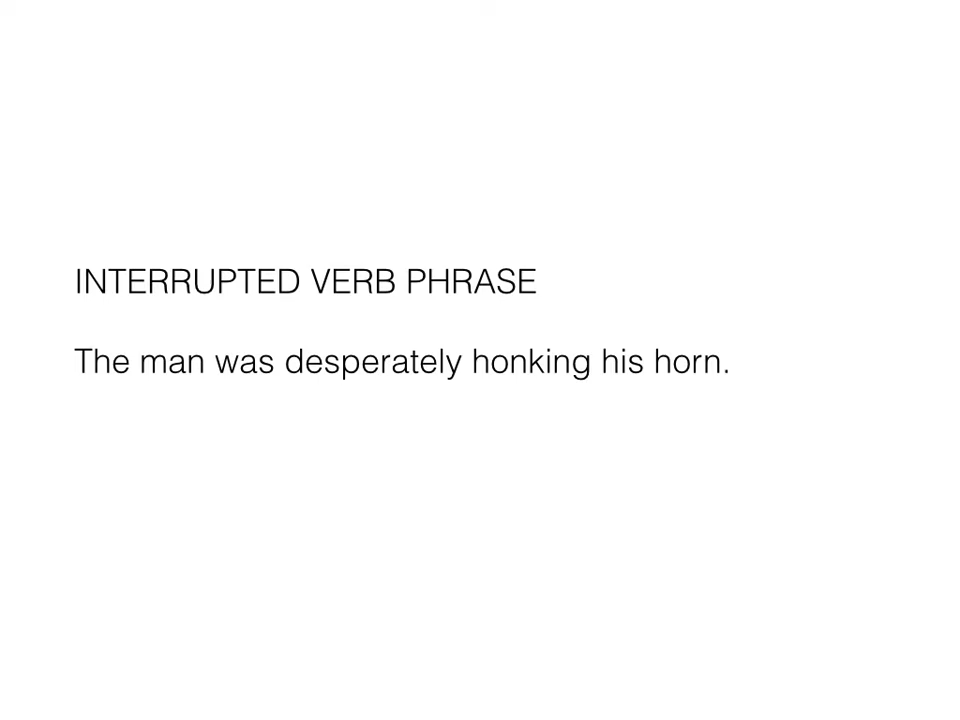 INTERRUPTED VERB PHRASE
The man was desperately honking his horn.